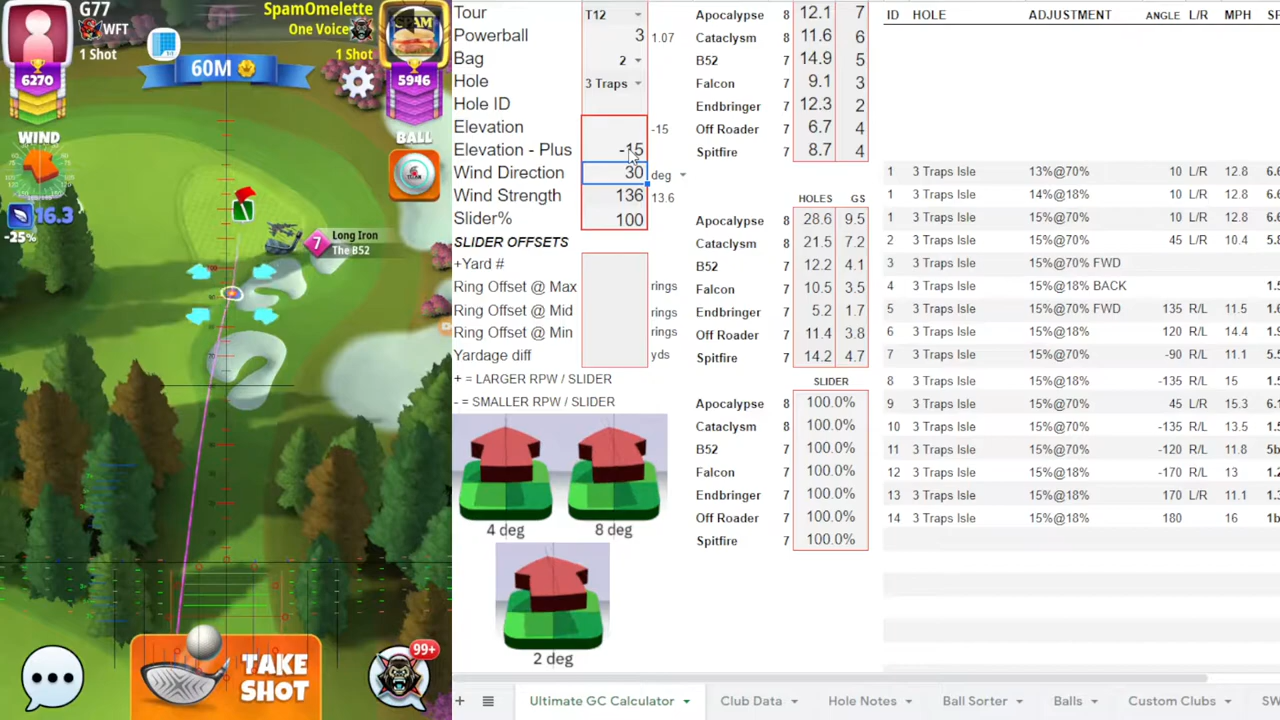 G77
WFT
1 Shot
6270
SpamOmelette
One Voice
1 Shot
SPAM
5946
60M
WIND
16.3
-25%
BALL
7
Long Iron
The B52
TAKE
SHOT
99+
Tour T12
Powerball 3 1.07
Bag 2
Hole 3 Traps
Hole ID
Elevation -15
Elevation - Plus -15
Wind Direction 30 deg
Wind Strength 136 13.6
Slider% 100
SLIDER OFFSETS
+Yard #
Ring Offset @ Max rings
Ring Offset @ Mid rings
Ring Offset @ Min rings
Yardage diff yds
+ = LARGER RPW / SLIDER
- = SMALLER RPW / SLIDER
4 deg 8 deg
2 deg
Apocalypse 8 12.1 7
Cataclysm 8 11.6 6
B52 7 14.9 5
Falcon 7 9.1 3
Endbringer 7 12.3 2
Off Roader 7 6.7 4
Spitfire 7 8.7 4
HOLES GS
Apocalypse 8 28.6 9.5
Cataclysm 8 21.5 7.2
B52 7 12.2 4.1
Falcon 7 10.5 3.5
Endbringer 7 5.2 1.7
Off Roader 7 11.4 3.8
Spitfire 7 14.2 4.7
SLIDER
Apocalypse 8 100.0%
Cataclysm 8 100.0%
B52 7 100.0%
Falcon 7 100.0%
Endbringer 7 100.0%
Off Roader 7 100.0%
Spitfire 7 100.0%
ID HOLE ADJUSTMENT ANGLE L/R MPH
1 3 Traps Isle 13%@70% 10 L/R 12.8 6.6
1 3 Traps Isle 14%@18% 10 L/R 12.8
1 3 Traps Isle 15%@70% 10 L/R 12.8
2 3 Traps Isle 15%@70% 45 L/R 10.4
3 3 Traps Isle 15%@70% FWD
4 3 Traps Isle 15%@18% BACK 1.5
5 3 Traps Isle 15%@70% FWD 135 R/L 11.5
6 3 Traps Isle 15%@18% 120 R/L 14.4
7 3 Traps Isle 15%@70% -90 R/L 11.1
8 3 Traps Isle 15%@18% -135 R/L 15
9 3 Traps Isle 15%@70% 45 R/L 15.3
10 3 Traps Isle 15%@18% -135 R/L 13.5
11 3 Traps Isle 15%@70% -120 R/L 11.8
12 3 Traps Isle 15%@18% -170 R/L 13
13 3 Traps Isle 15%@18% 170 L/R 11.1
14 3 Traps Isle 15%@18% 180 16
+ Ultimate GC Calculator Club Data Hole Notes Ball Sorter Balls Custom Clubs